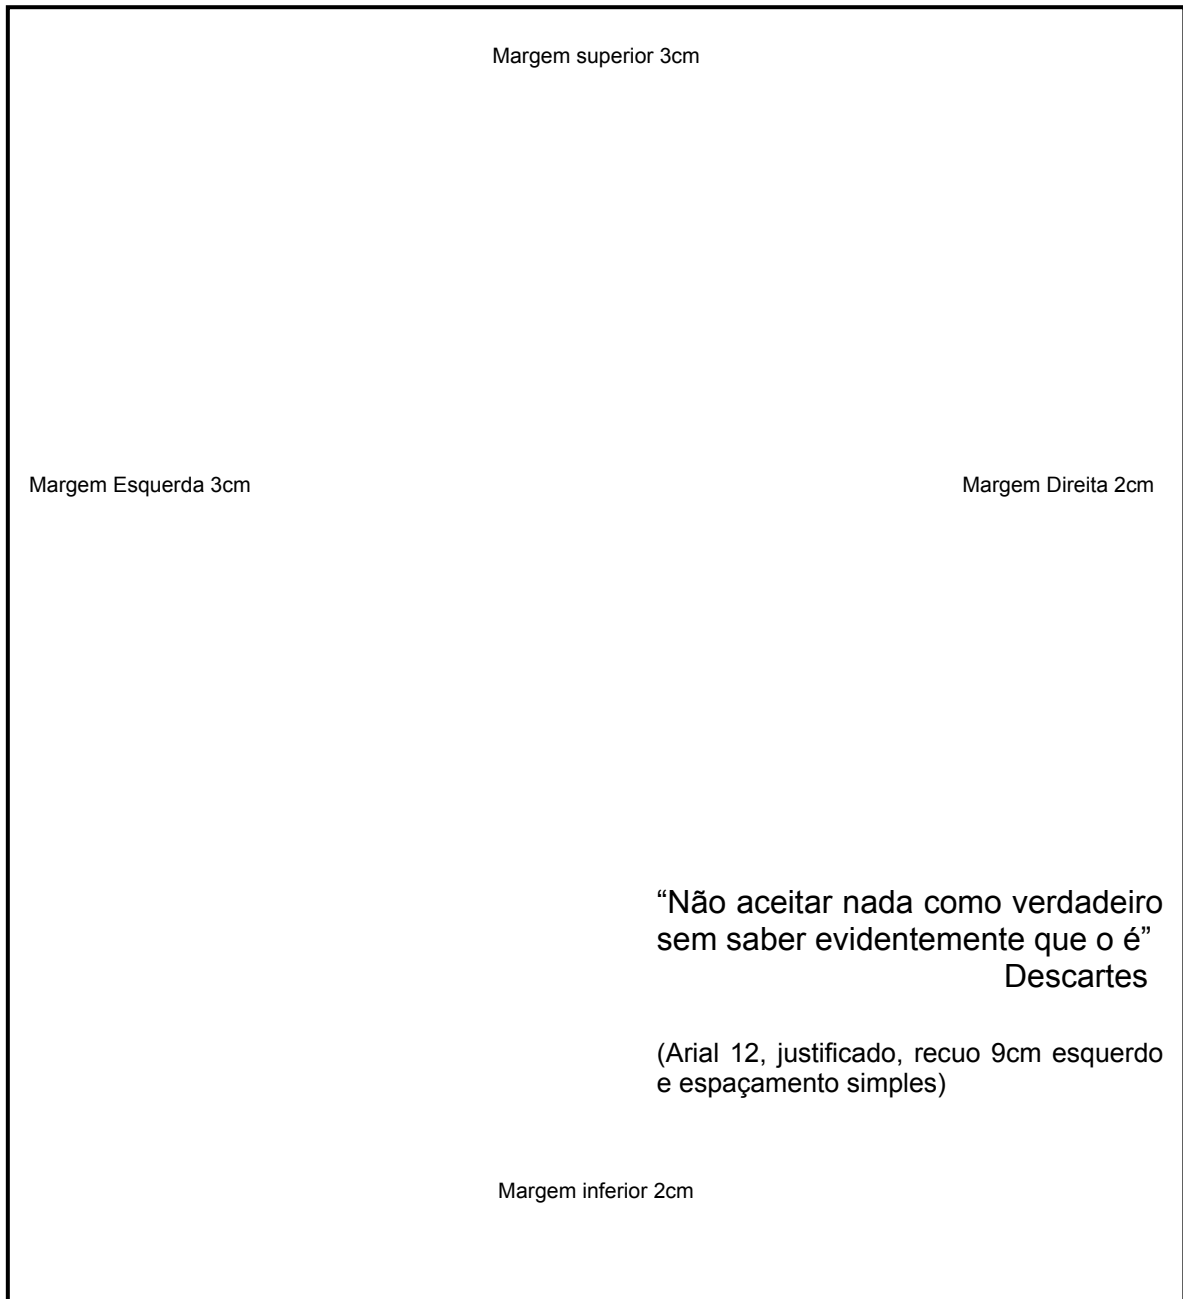 Margem superior 3cm
Margem Esquerda 3cm
Margem Direita 2cm
“Não aceitar nada como verdadeiro
sem saber evidentemente que o é”
Descartes
(Arial 12, justificado, recuo 9cm esquerdo
e espaçamento simples)
Margem inferior 2cm